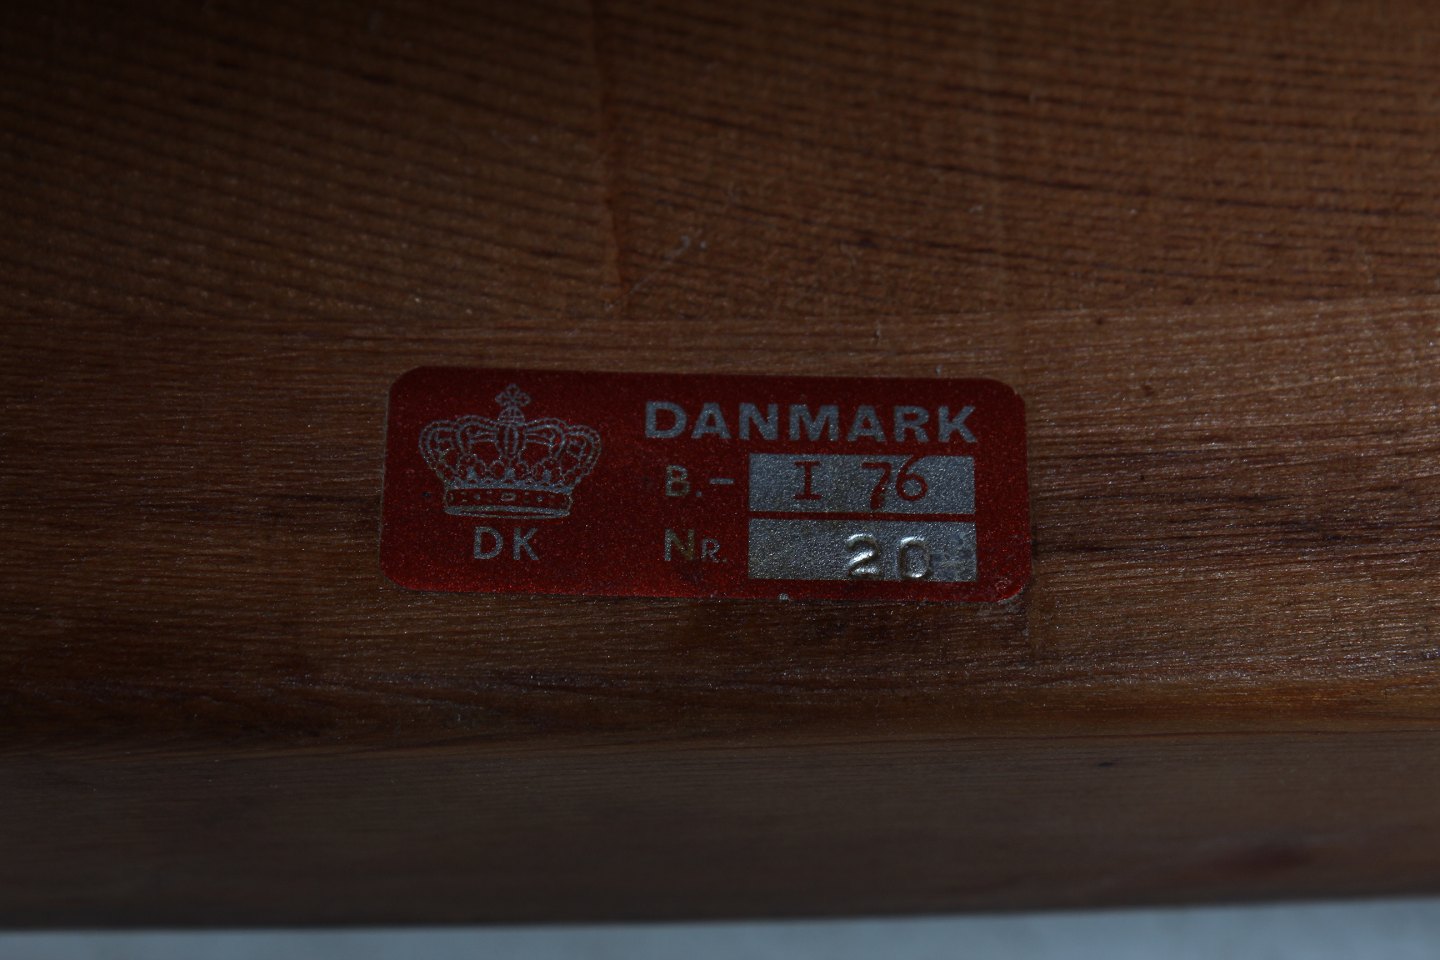 DANMARK
B.- I 76
DK
Nr. 20